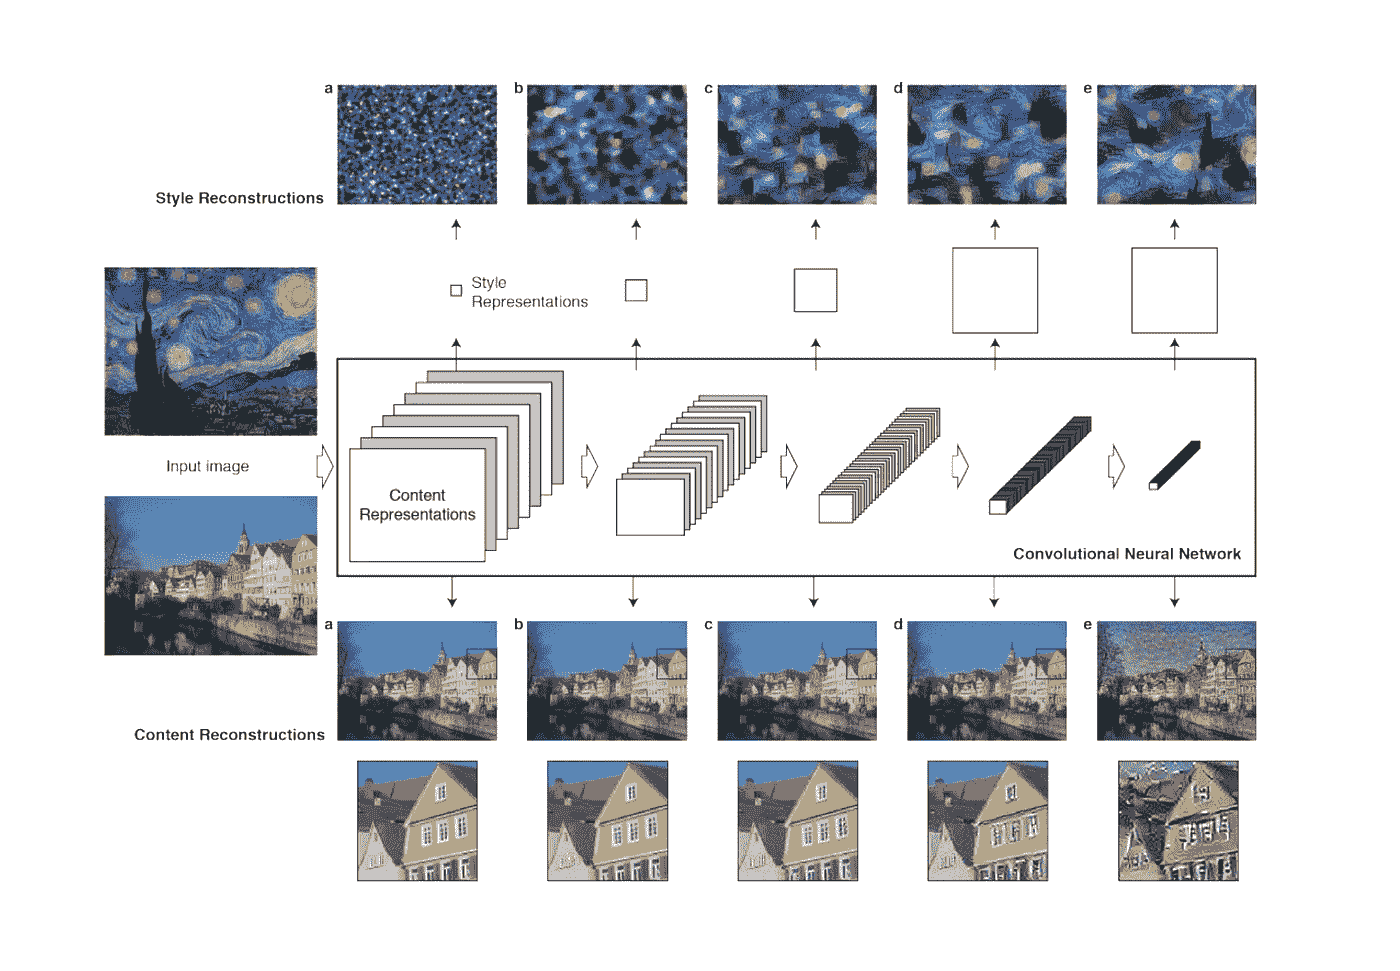 a
b
c
d
e
Style Reconstructions
Style
Representations
Input image
Content
Representations
Convolutional Neural Network
a
b
c
d
e
Content Reconstructions